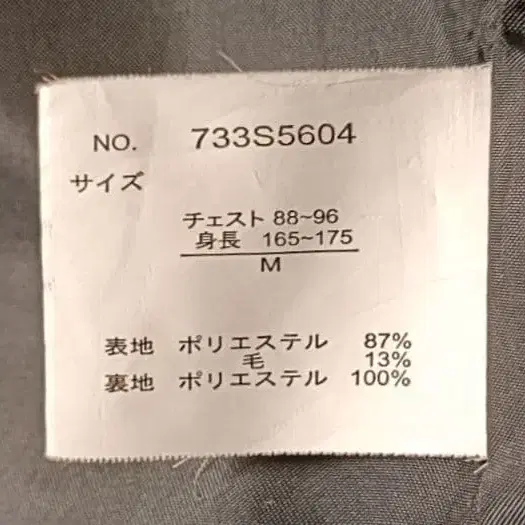 NO. 733S5604
サイズ
チェスト 88~96
身長 165~175
M
表地 ポリエステル 87%
毛 13%
裏地 ポリエステル 100%